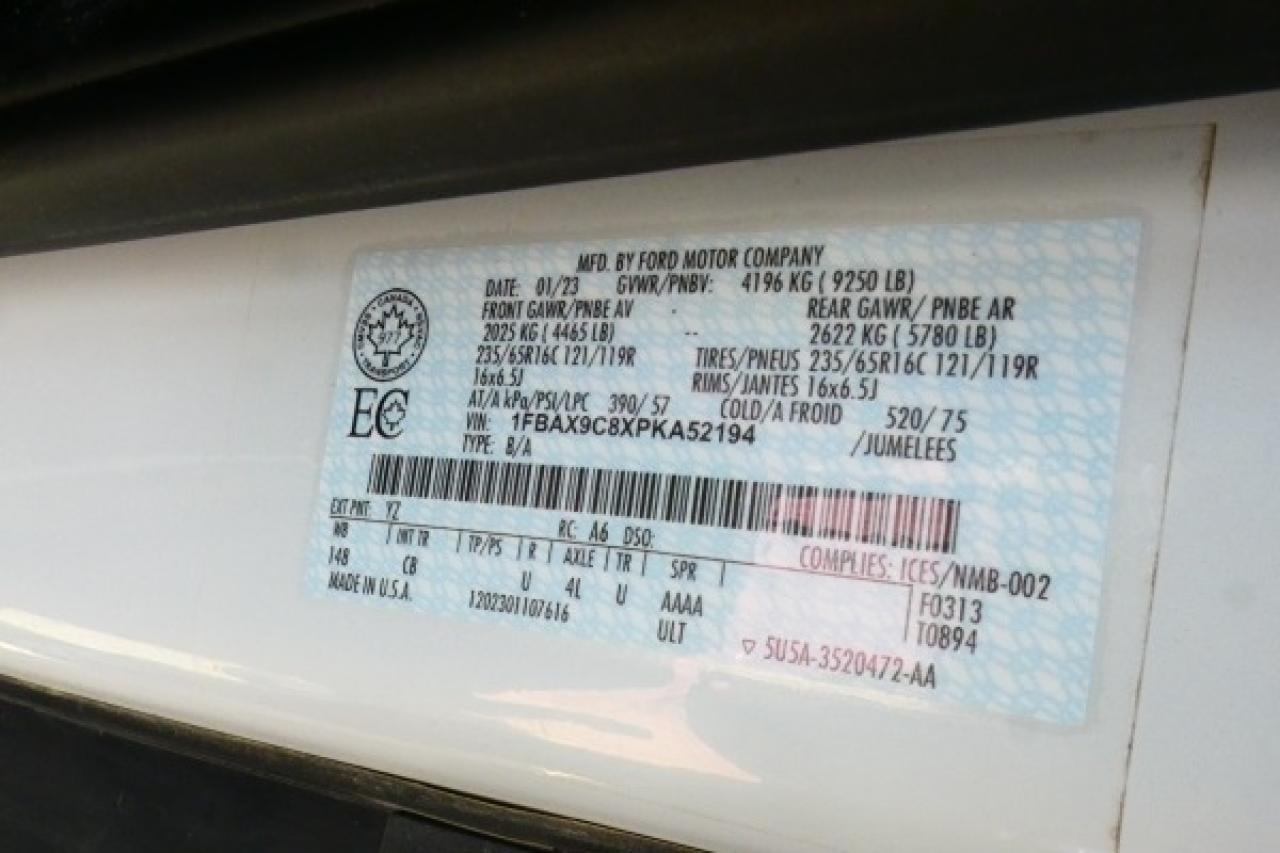 MFD. BY FORD MOTOR COMPANY
DATE: 01/23 GVWR/PNBV: 4196 KG ( 9250 LB)
FRONT GAWR/PNBE AV REAR GAWR/ PNBE AR
2025 KG ( 4465 LB) -- 2622 KG ( 5780 LB)
235/65R16C 121/119R TIRES/PNEUS 235/65R16C 121/119R
16x6.5J RIMS/JANTES 16x6.5J
AT/A kPa/PSI/LPC 390/ 57 COLD/A FROID 520/ 75
VIN: 1FBAX9C8XPKA52194 /JUMELEES
TYPE: B/A
CANADA
TRANSPORT
977
EC
EXT PNT: YZ RC: A6 DSO:
WB INT TR TP/PS R AXLE TR SPR
148 CB U 4L U AAAA
MADE IN U.S.A. 1202301107616 ULT
COMPLIES: ICES/NMB-002
F0313
T0894
▽ 5U5A-3520472-AA